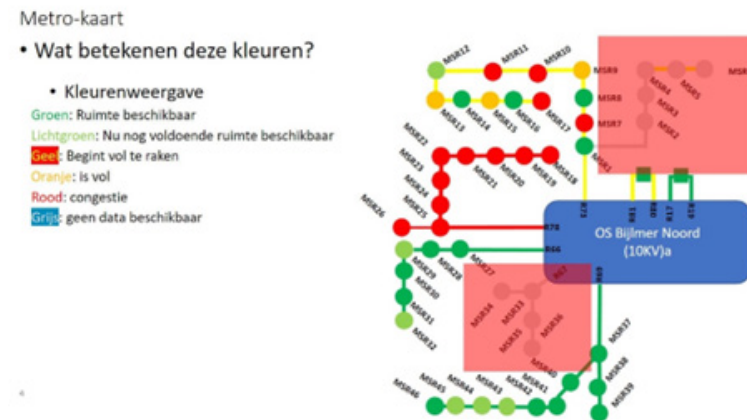 Metro-kaart
• Wat betekenen deze kleuren?
• Kleurenweergave
Groen: Ruimte beschikbaar
Lichtgroen: Nu nog voldoende ruimte beschikbaar
Geel: Begint vol te raken
Oranje: is vol
Rood: congestie
Grijs: geen data beschikbaar
MSR12
MSR11
MSR10
MSR9
MSR8
MSR7
MSR1
MSR13
MSR14
MSR15
MSR16
MSR17
MSR4
MSR5
MSR3
MSR2
MSR22
MSR23
MSR24
MSR25
MSR26
MSR21
MSR20
MSR19
MSR18
R73
R81
R80
R17
R78
R66
R67
R69
OS Bijlmer Noord
(10KV)a
MSR29
MSR28
MSR27
MSR30
MSR31
MSR32
MSR34
MSR33
MSR35
MSR36
MSR37
MSR38
MSR39
MSR40
MSR41
MSR42
MSR43
MSR44
MSR45
MSR46